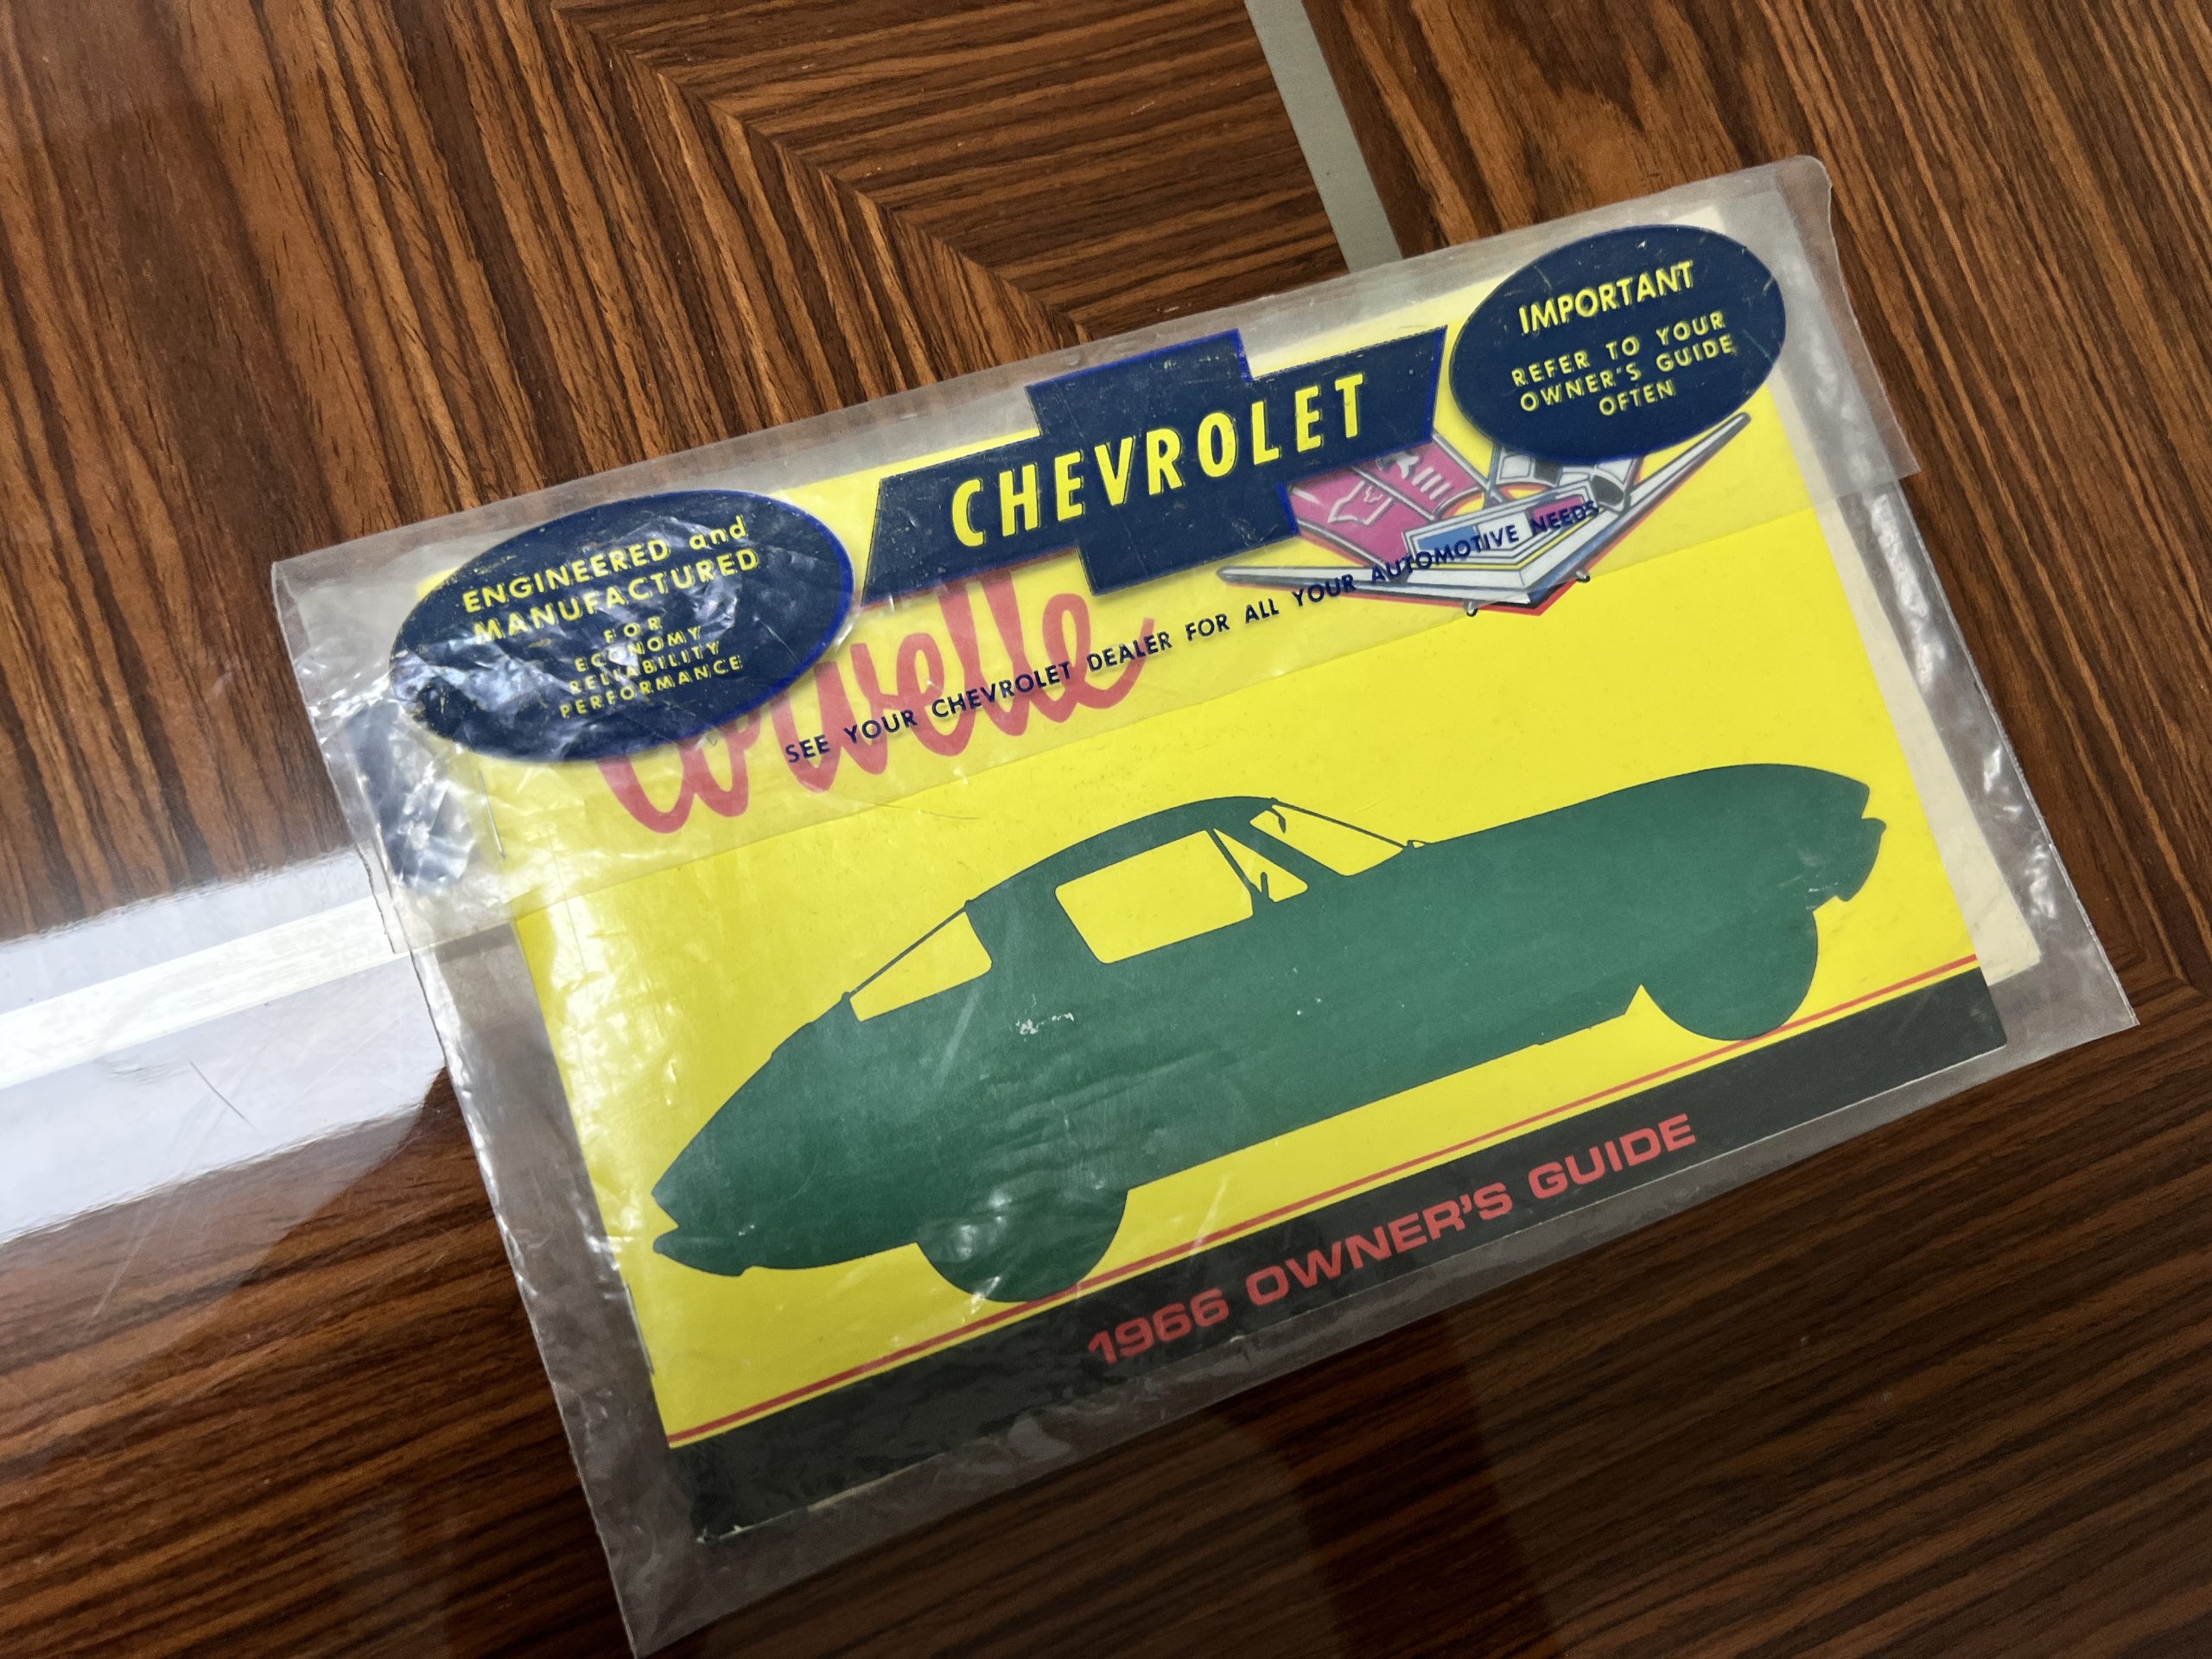 ENGINEERED and
MANUFACTURED
FOR
ECONOMY
RELIABILITY
PERFORMANCE
CHEVROLET
IMPORTANT
REFER TO YOUR
OWNER'S GUIDE
OFTEN
SEE YOUR CHEVROLET DEALER FOR ALL YOUR AUTOMOTIVE NEEDS
Corvette
1966 OWNER'S GUIDE